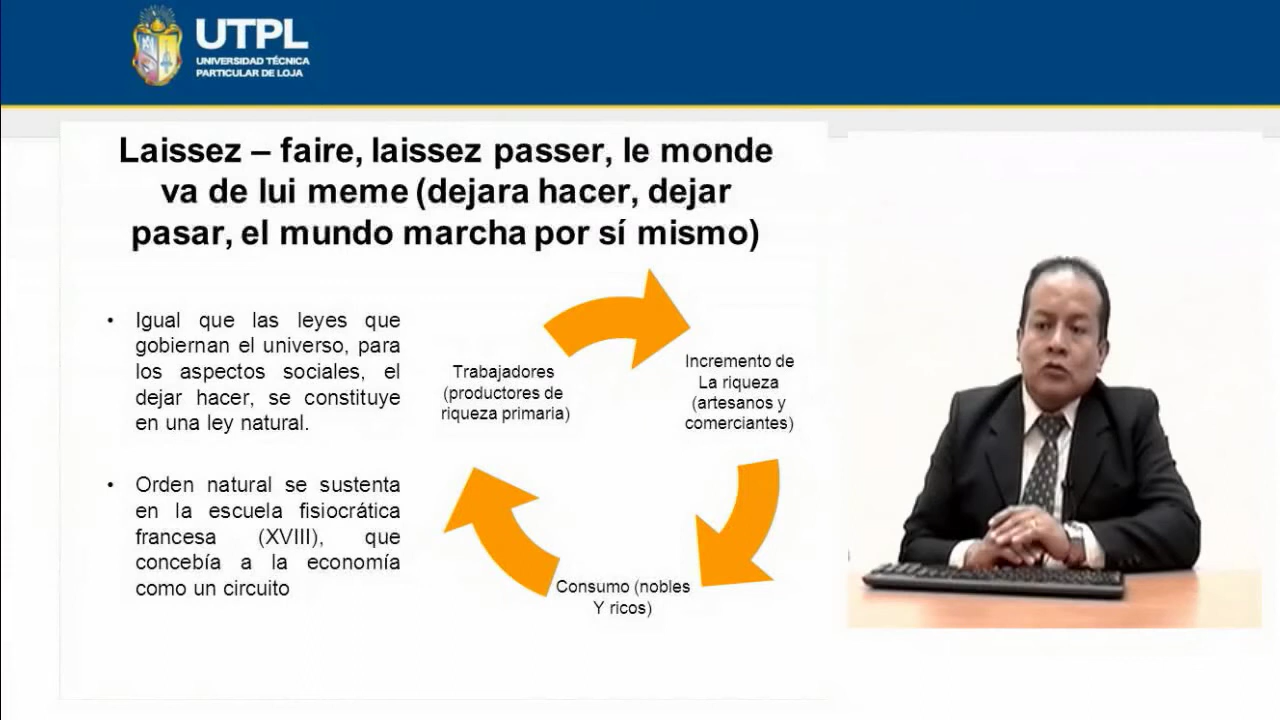 UTPL
UNIVERSIDAD TÉCNICA
PARTICULAR DE LOJA
Laissez – faire, laissez passer, le monde
va de lui meme (dejara hacer, dejar
pasar, el mundo marcha por sí mismo)
• Igual que las leyes que
gobiernan el universo, para
los aspectos sociales, el
dejar hacer, se constituye
en una ley natural.
• Orden natural se sustenta
en la escuela fisiocrática
francesa (XVIII), que
concebía a la economía
como un circuito
Trabajadores
(productores de
riqueza primaria)
Incremento de
La riqueza
(artesanos y
comerciantes)
Consumo (nobles
Y ricos)